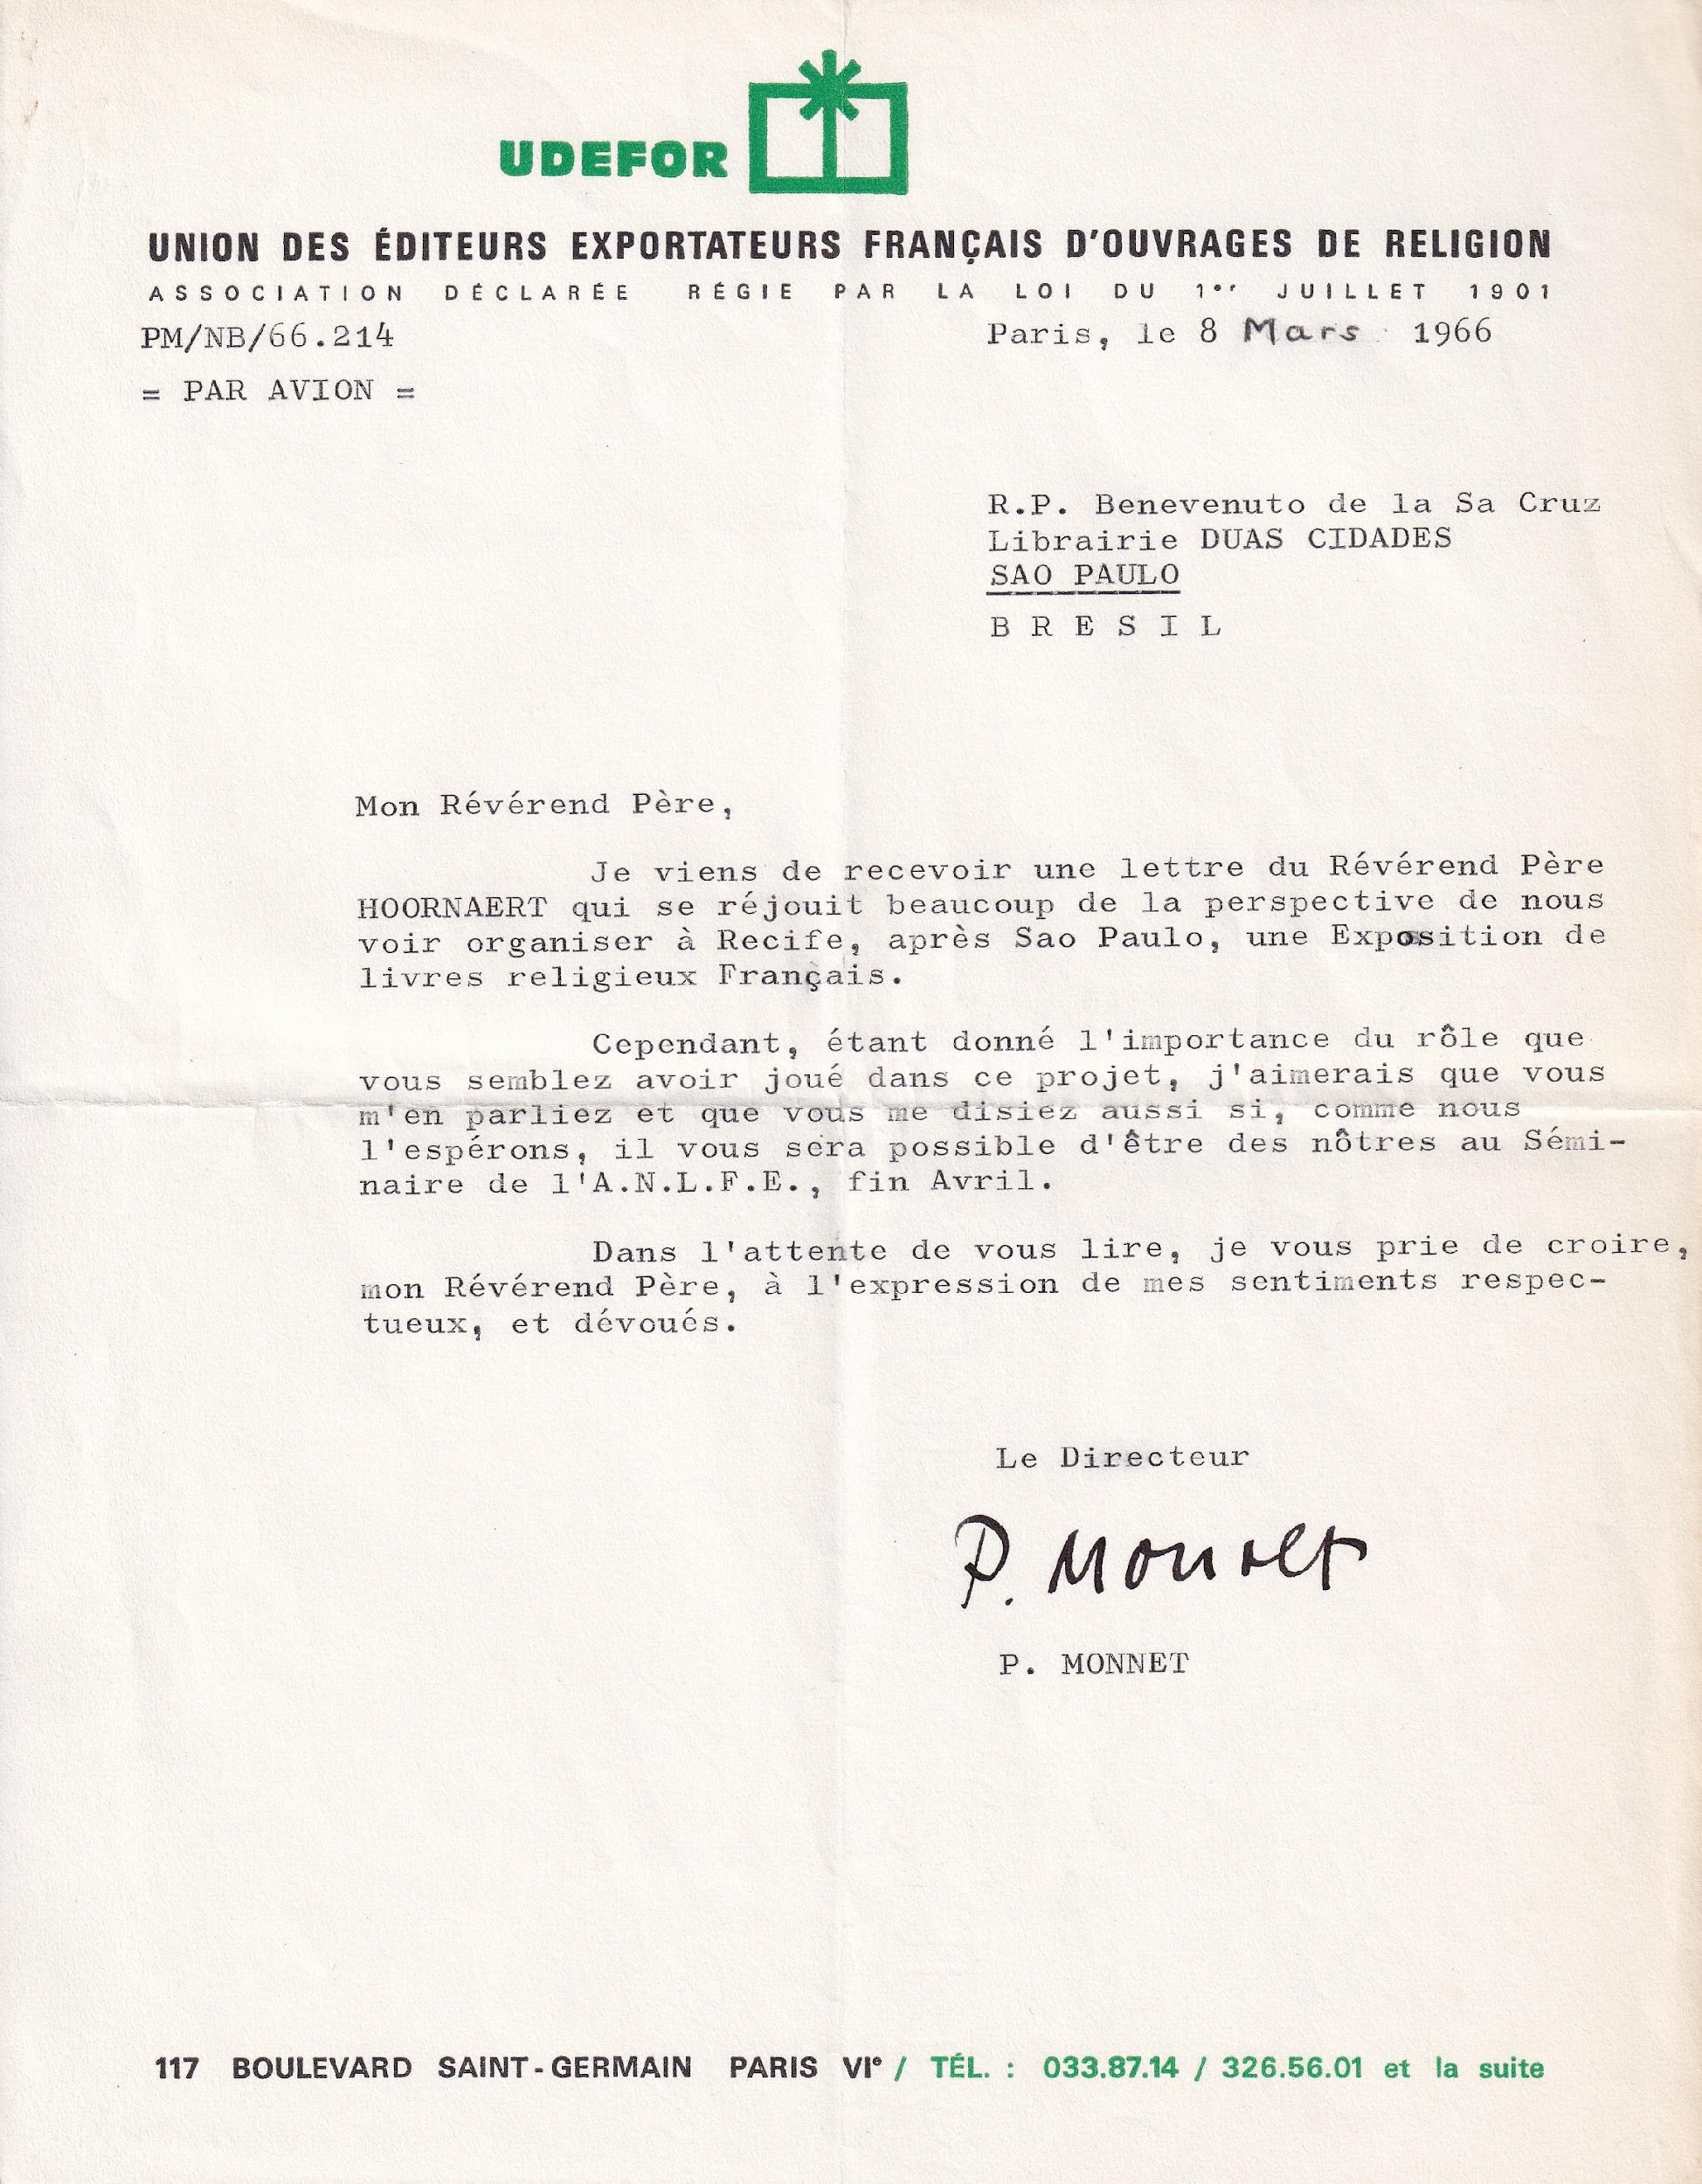 UDEFOR
UNION DES ÉDITEURS EXPORTATEURS FRANÇAIS D'OUVRAGES DE RELIGION
ASSOCIATION DÉCLARÉE RÉGIE PAR LA LOI DU 1er JUILLET 1901
PM/NB/66.214
Paris, le 8 Mars 1966
= PAR AVION =
R.P. Benevenuto de la Sa Cruz
Librairie DUAS CIDADES
SAO PAULO
B R E S I L
Mon Révérend Père,
Je viens de recevoir une lettre du Révérend Père
HOORNAERT qui se réjouit beaucoup de la perspective de nous
voir organiser à Recife, après Sao Paulo, une Exposition de
livres religieux Français.
Cependant, étant donné l'importance du rôle que
vous semblez avoir joué dans ce projet, j'aimerais que vous
m'en parliez et que vous me disiez aussi si, comme nous
l'espérons, il vous sera possible d'être des nôtres au Sémi-
naire de l'A.N.L.F.E., fin Avril.
Dans l'attente de vous lire, je vous prie de croire,
mon Révérend Père, à l'expression de mes sentiments respec-
tueux, et dévoués.
Le Directeur
P. Monnet
P. MONNET
117 BOULEVARD SAINT-GERMAIN PARIS VIe / TÉL. : 033.87.14 / 326.56.01 et la suite